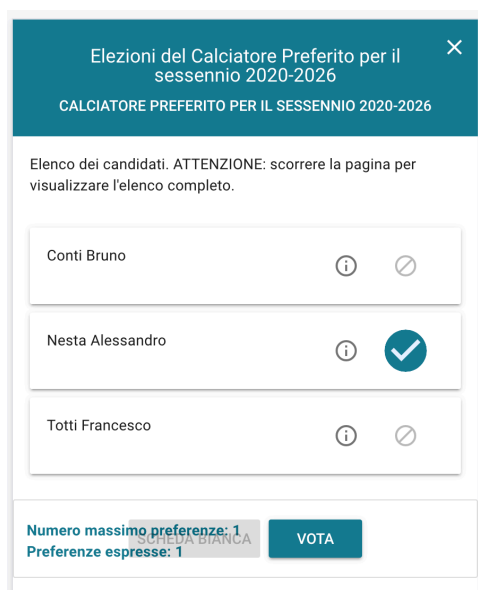 Elezioni del Calciatore Preferito per il
sessennio 2020-2026
CALCIATORE PREFERITO PER IL SESSENNIO 2020-2026
Elenco dei candidati. ATTENZIONE: scorrere la pagina per
visualizzare l'elenco completo.
Conti Bruno
Nesta Alessandro
Totti Francesco
Numero massimo preferenze: 1
Preferenze espresse: 1
SCHEDA BIANCA
VOTA